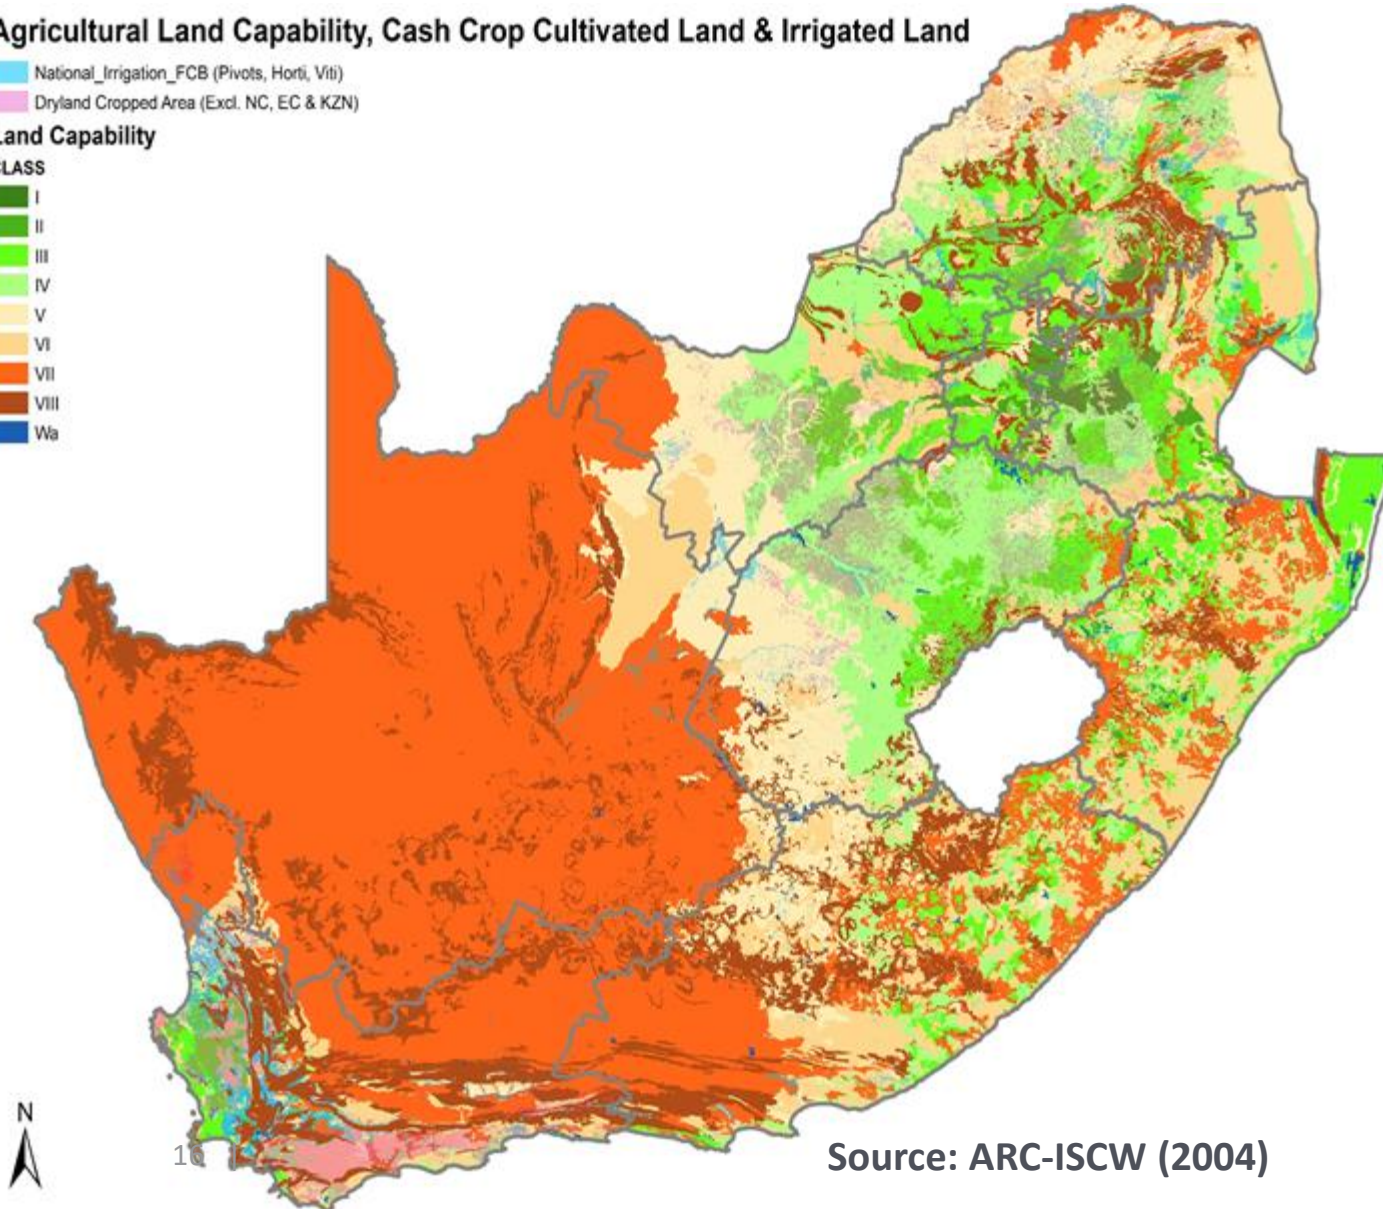 Agricultural Land Capability, Cash Crop Cultivated Land & Irrigated Land
National_Irrigation_FCB (Pivots, Horti, Viti)
Dryland Cropped Area (Excl. NC, EC & KZN)
Land Capability
CLASS
I
II
III
IV
V
VI
VII
VIII
Wa
N
Source: ARC-ISCW (2004)